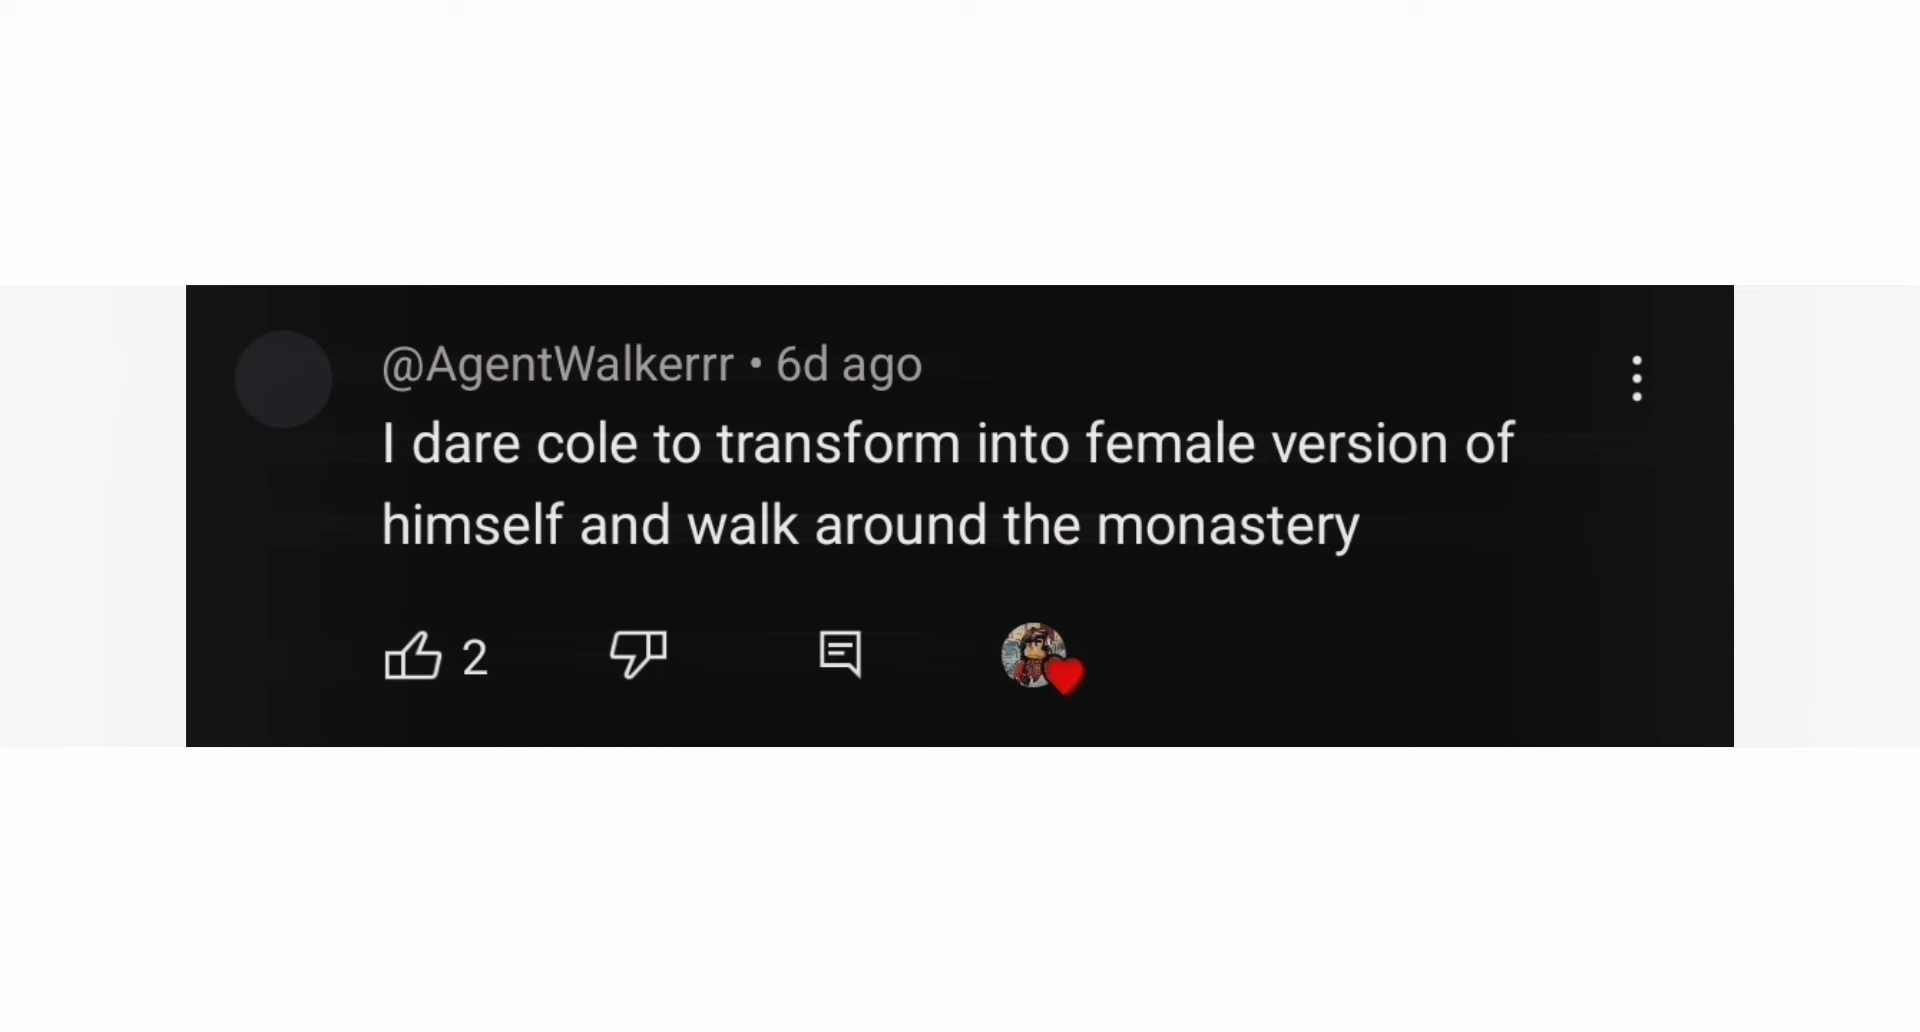 @AgentWalkerrr • 6d ago
I dare cole to transform into female version of
himself and walk around the monastery
2